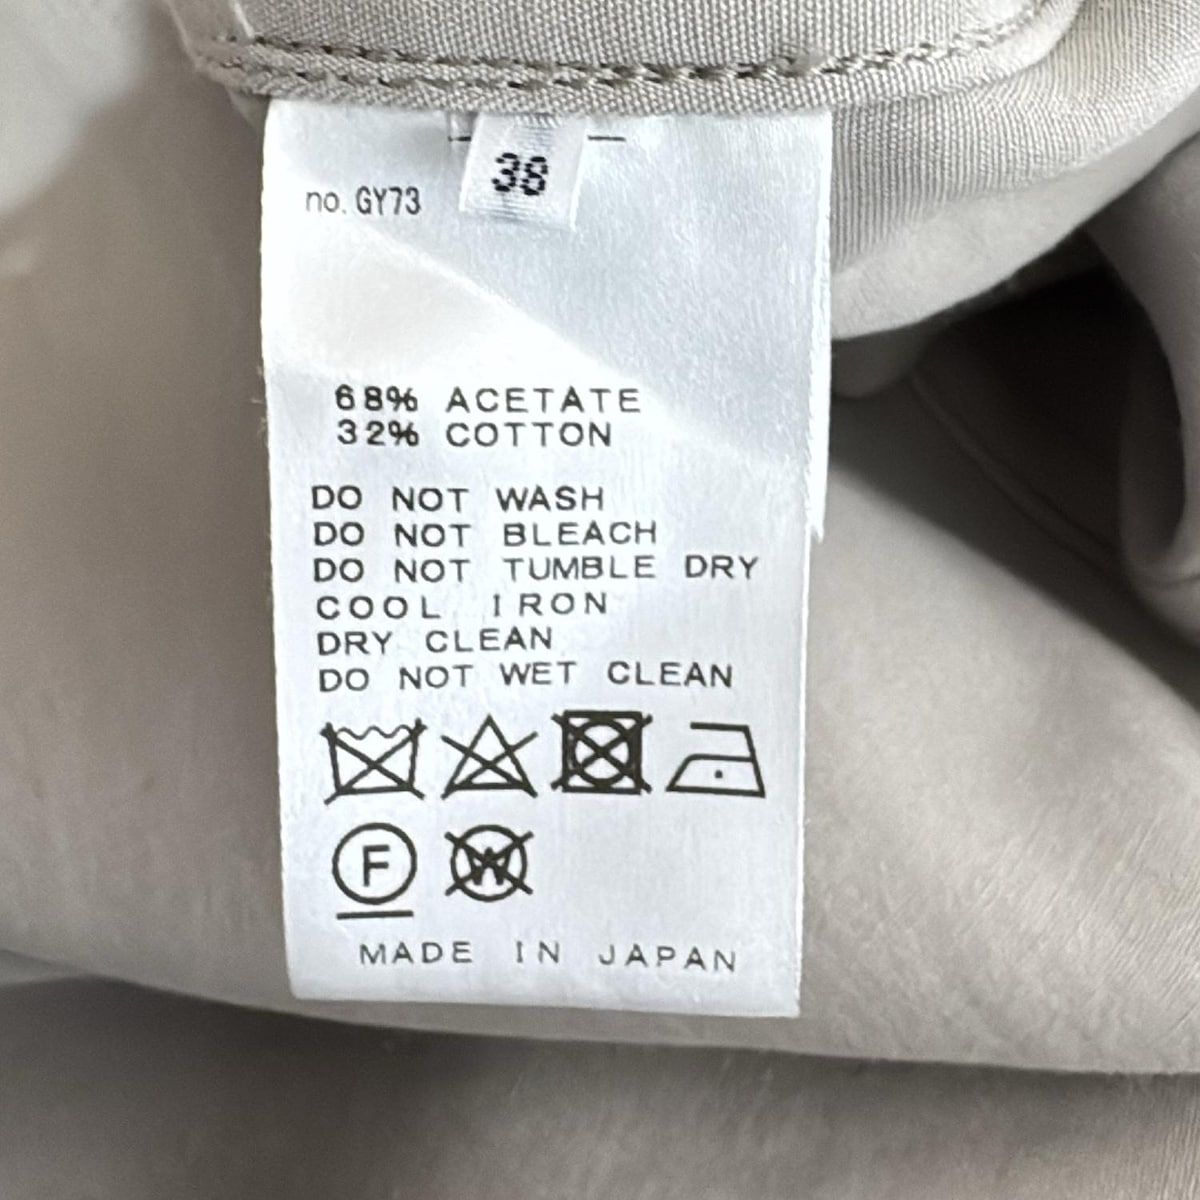 38
no. GY73
68% ACETATE
32% COTTON
DO NOT WASH
DO NOT BLEACH
DO NOT TUMBLE DRY
COOL IRON
DRY CLEAN
DO NOT WET CLEAN
F W
MADE IN JAPAN